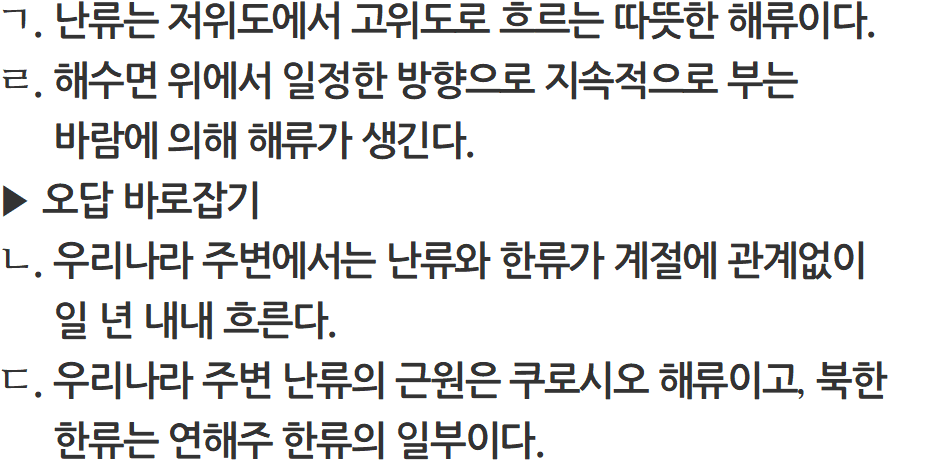 ㄱ. 난류는 저위도에서 고위도로 흐르는 따뜻한 해류이다.
ㄹ. 해수면 위에서 일정한 방향으로 지속적으로 부는
바람에 의해 해류가 생긴다.
▶ 오답 바로잡기
ㄴ. 우리나라 주변에서는 난류와 한류가 계절에 관계없이
일 년 내내 흐른다.
ㄷ. 우리나라 주변 난류의 근원은 쿠로시오 해류이고, 북한
한류는 연해주 한류의 일부이다.